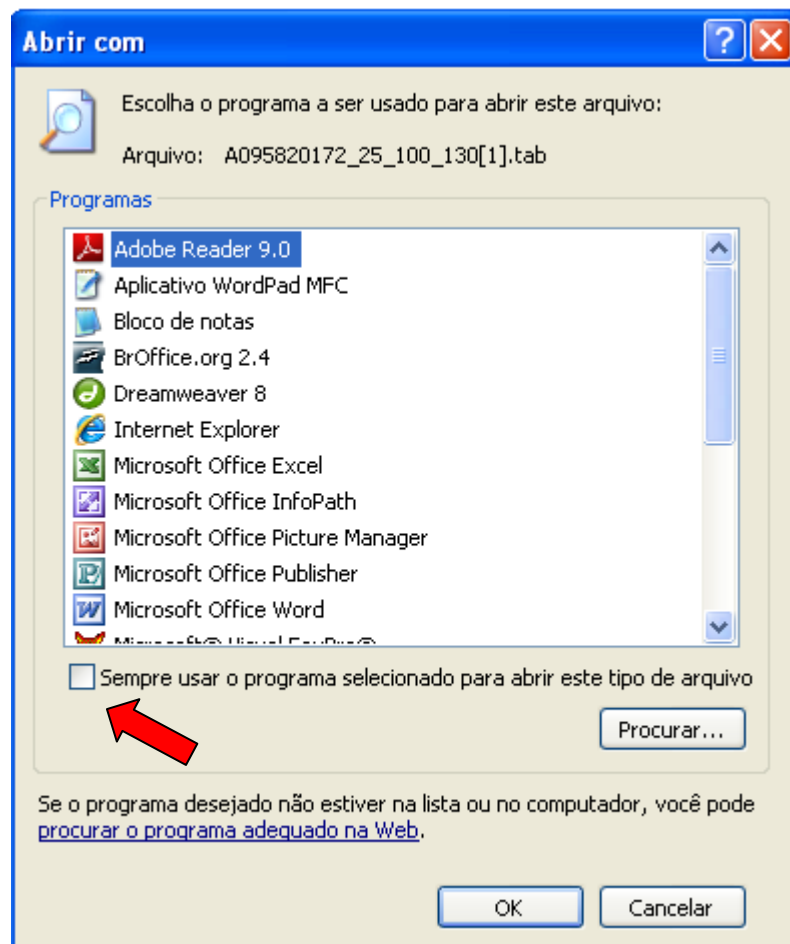 Abrir com
Escolha o programa a ser usado para abrir este arquivo:
Arquivo: A095820172_25_100_130[1].tab
Programas
Adobe Reader 9.0
Aplicativo WordPad MFC
Bloco de notas
BrOffice.org 2.4
Dreamweaver 8
Internet Explorer
Microsoft Office Excel
Microsoft Office InfoPath
Microsoft Office Picture Manager
Microsoft Office Publisher
Microsoft Office Word
Sempre usar o programa selecionado para abrir este tipo de arquivo
Procurar...
Se o programa desejado não estiver na lista ou no computador, você pode
procurar o programa adequado na Web.
OK
Cancelar